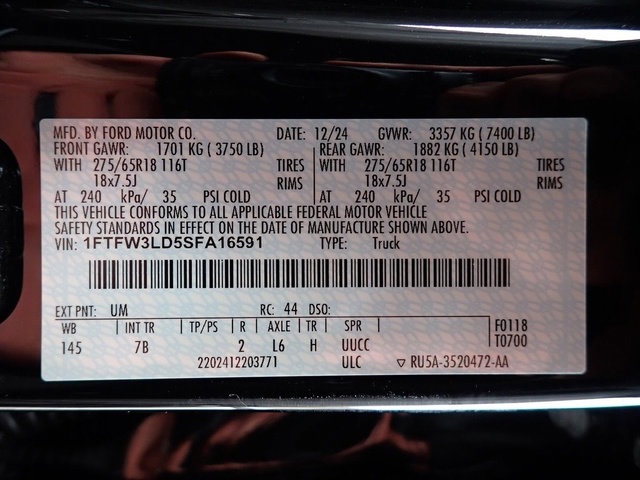 MFD. BY FORD MOTOR CO. DATE: 12/24 GVWR: 3357 KG ( 7400 LB)
FRONT GAWR: 1701 KG ( 3750 LB) REAR GAWR: 1882 KG ( 4150 LB)
WITH 275/65R18 116T TIRES WITH 275/65R18 116T TIRES
18x7.5J RIMS 18x7.5J RIMS
AT 240 kPa/ 35 PSI COLD AT 240 kPa/ 35 PSI COLD
THIS VEHICLE CONFORMS TO ALL APPLICABLE FEDERAL MOTOR VEHICLE
SAFETY STANDARDS IN EFFECT ON THE DATE OF MANUFACTURE SHOWN ABOVE.
VIN: 1FTFW3LD5SFA16591 TYPE: Truck
EXT PNT: UM RC: 44 DSO:
WB INT TR TP/PS R AXLE TR SPR F0118
145 7B 2 L6 H UUCC T0700
2202412203771 ULC ▽ RU5A-3520472-AA